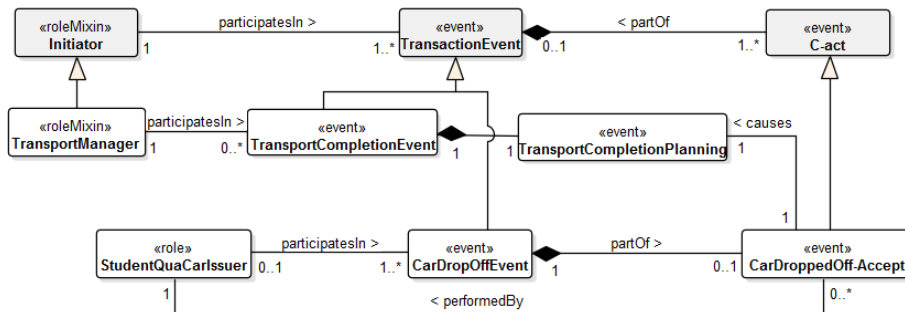 participatesIn >
< partOf
«roleMixin»
Initiator
1
1..*
«event»
TransactionEvent
0..1
1..*
«event»
C-act
«roleMixin»
TransportManager
participatesIn >
1
0..*
«event»
TransportCompletionEvent
1
1
«event»
TransportCompletionPlanning
< causes
1
1
«role»
StudentQuaCarIssuer
participatesIn >
0..1
1..*
«event»
CarDropOffEvent
1
partOf >
0..1
«event»
CarDroppedOff-Accept
1
< performedBy
0..*